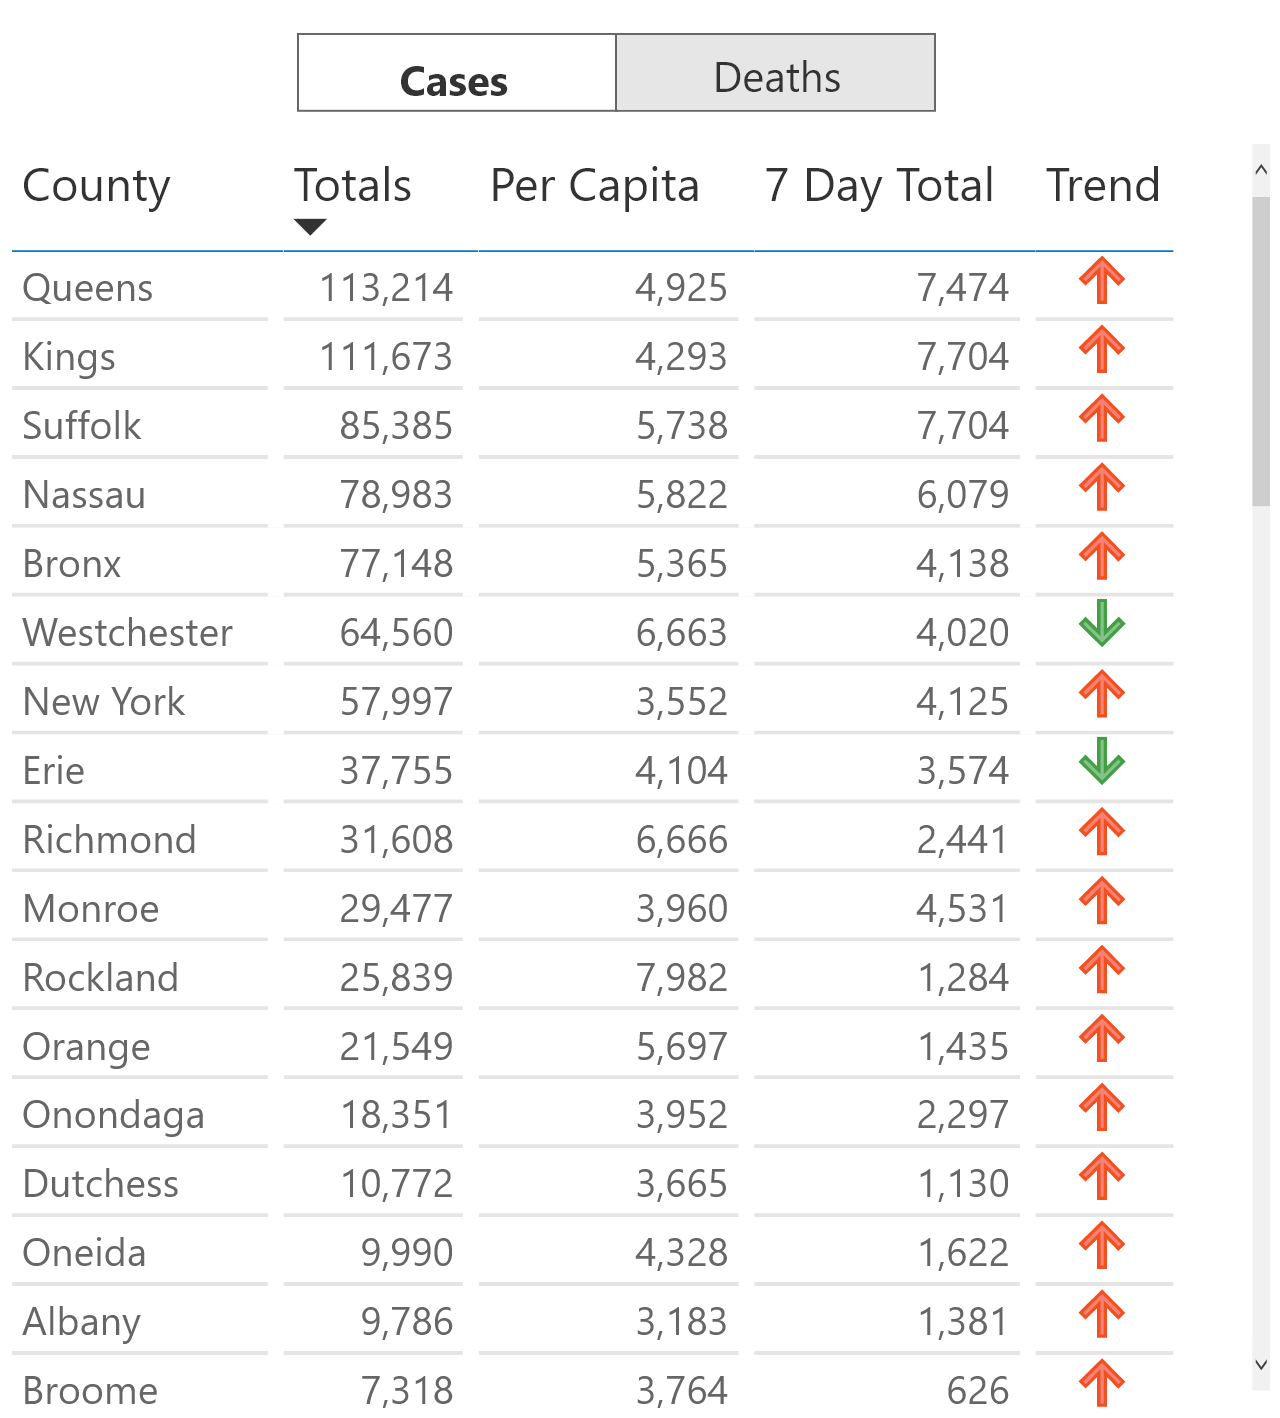 Cases Deaths
County Totals Per Capita 7 Day Total Trend
Queens 113,214 4,925 7,474
Kings 111,673 4,293 7,704
Suffolk 85,385 5,738 7,704
Nassau 78,983 5,822 6,079
Bronx 77,148 5,365 4,138
Westchester 64,560 6,663 4,020
New York 57,997 3,552 4,125
Erie 37,755 4,104 3,574
Richmond 31,608 6,666 2,441
Monroe 29,477 3,960 4,531
Rockland 25,839 7,982 1,284
Orange 21,549 5,697 1,435
Onondaga 18,351 3,952 2,297
Dutchess 10,772 3,665 1,130
Oneida 9,990 4,328 1,622
Albany 9,786 3,183 1,381
Broome 7,318 3,764 626